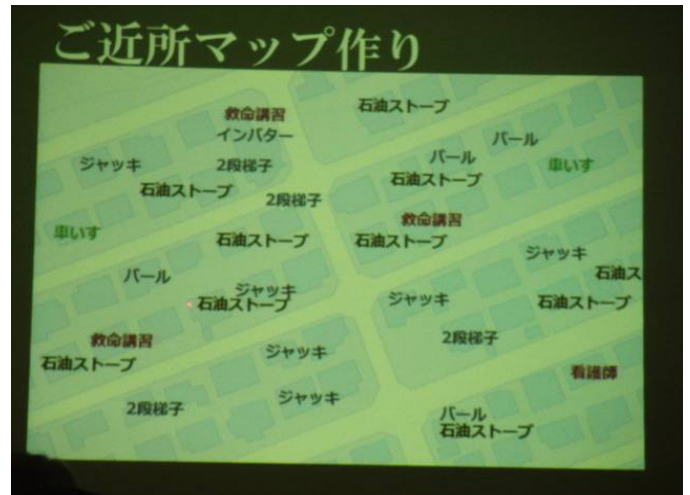 ご近所マップ作り
石油ストーブ
救命講習
インバター
バール
ジャッキ
2段梯子
バール
車いす
石油ストーブ
石油ストーブ
2段梯子
救命講習
車いす
石油ストーブ
石油ストーブ
ジャッキ
バール
石油ス
ジャッキ
石油ストーブ
ジャッキ
石油ストーブ
救命講習
2段梯子
石油ストーブ
ジャッキ
看護師
2段梯子
ジャッキ
バール
石油ストーブ